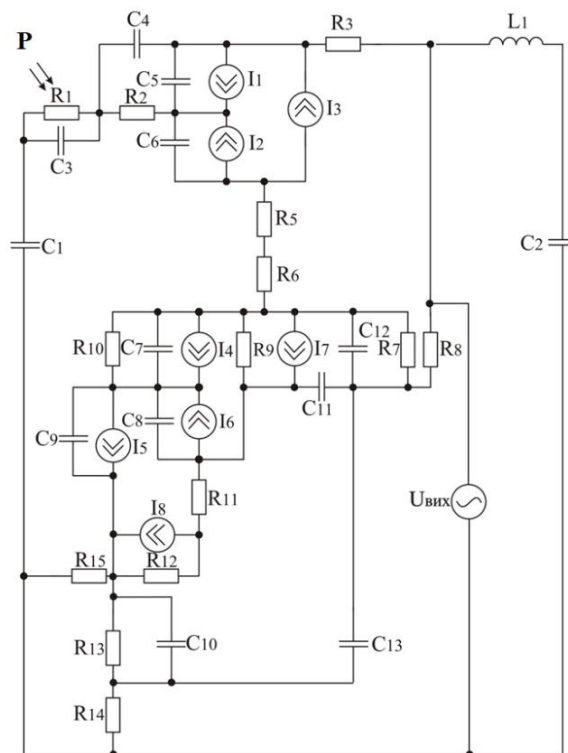 P
C4
R3
L1
C5
I1
R1
R2
I3
C6
I2
C3
R5
C1
C2
R6
C12
R10
C7
I4
R9
I7
R7
R8
C11
C8
I6
C9
I5
R11
Uвих
I8
R15
R12
R13
C10
C13
R14